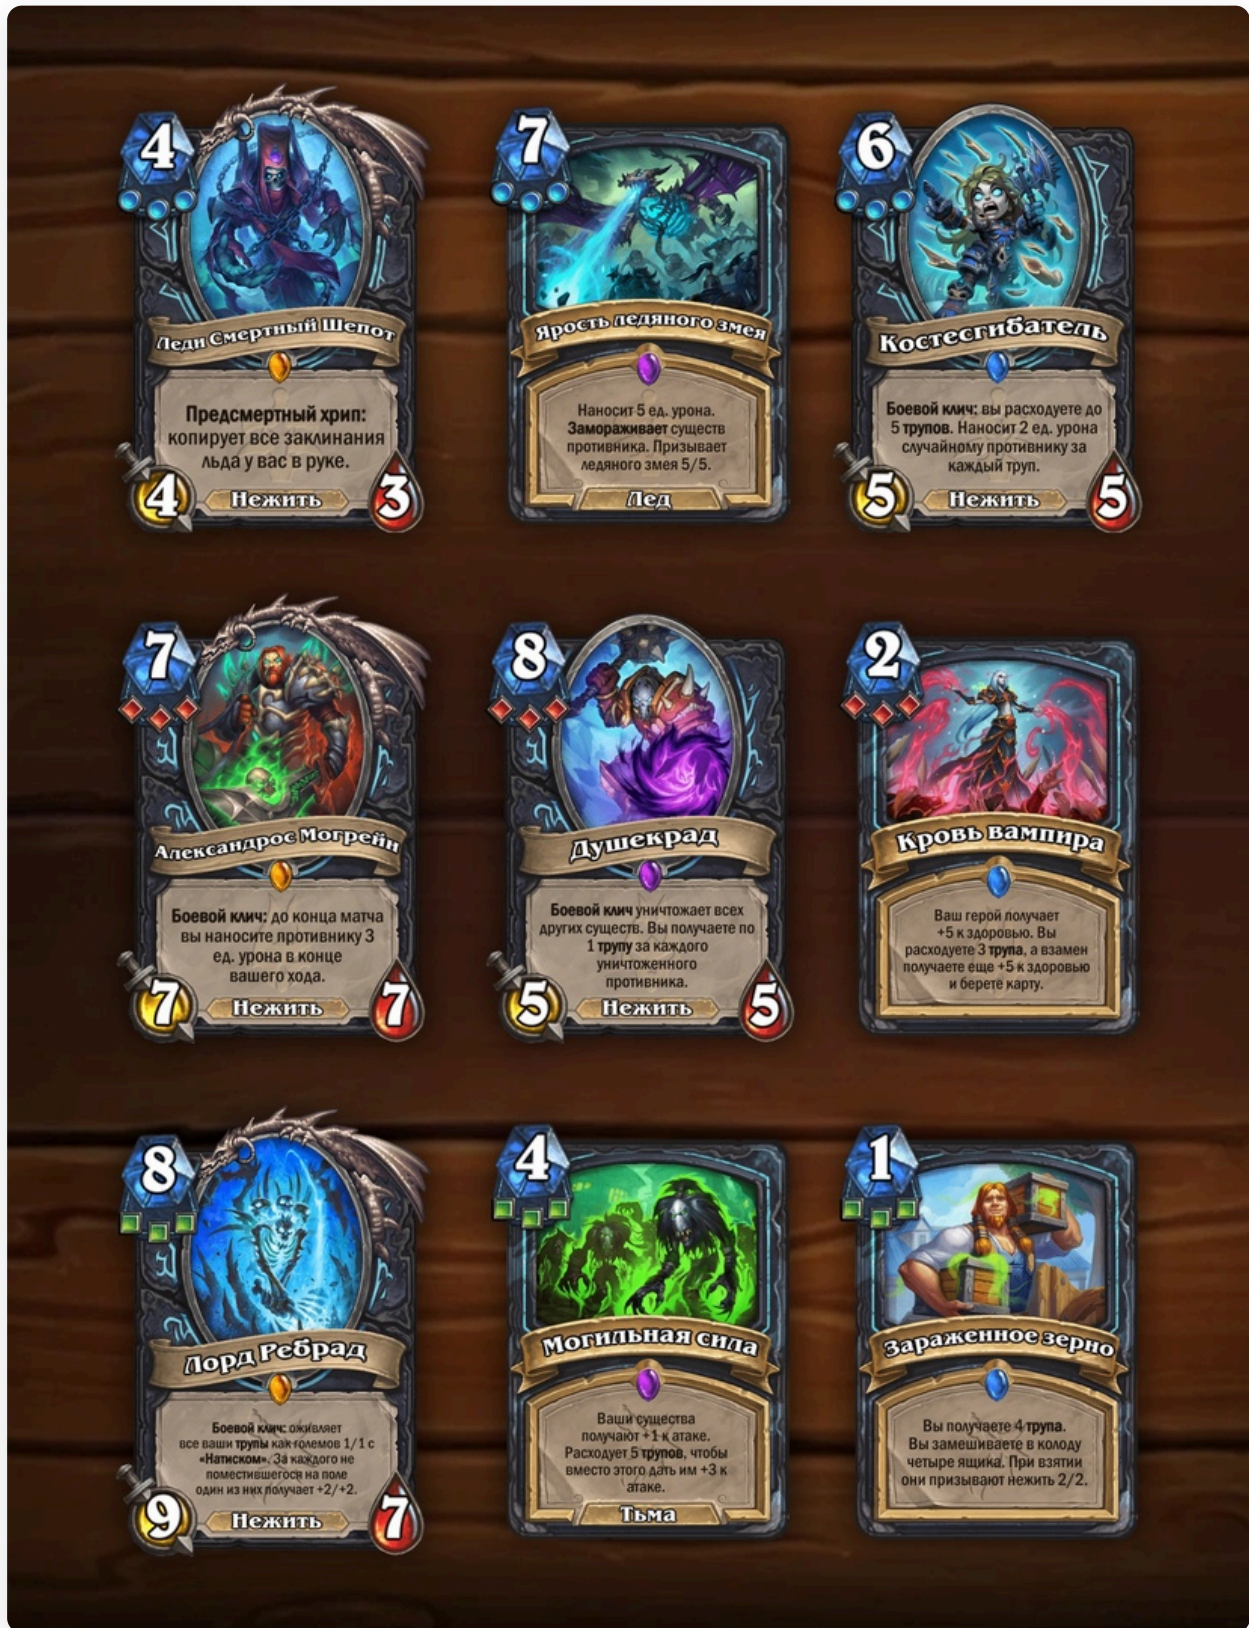 4
Леди Смертный Шепот
Предсмертный хрип:
копирует все заклинания
льда у вас в руке.
4
Нежить
3
7
Ярость ледяного змея
Наносит 5 ед. урона.
Замораживает существ
противника. Призывает
ледяного змея 5/5.
Лед
6
Костесгибатель
Боевой клич: вы расходуете до
5 трупов. Наносит 2 ед. урона
случайному противнику за
каждый труп.
5
Нежить
5
7
Александрос Могрейн
Боевой клич: до конца матча
вы наносите противнику 3
ед. урона в конце
вашего хода.
7
Нежить
7
8
Душекрад
Боевой клич уничтожает всех
других существ. Вы получаете по
1 трупу за каждого
уничтоженного
противника.
5
Нежить
5
2
Кровь вампира
Ваш герой получает
+5 к здоровью. Вы
расходуете 3 трупа, а взамен
получаете еще +5 к здоровью
и берете карту.
8
Лорд Ребрад
Боевой клич: оживляет
все ваши трупы как големов 1/1 с
«Натиском». За каждого не
поместившегося на поле
один из них получает +2/+2.
9
Нежить
7
4
Могильная сила
Ваши существа
получают +1 к атаке.
Расходует 5 трупов, чтобы
вместо этого дать им +3 к
атаке.
Тьма
1
Зараженное зерно
Вы получаете 4 трупа.
Вы замешиваете в колоду
четыре ящика. При взятии
они призывают нежить 2/2.